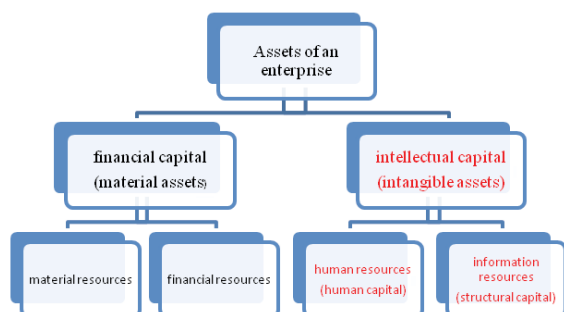 Assets of an
enterprise
financial capital
(material assets)
intellectual capital
(intangible assets)
material resources
financial resources
human resources
(human capital)
information
resources
(structural capital)